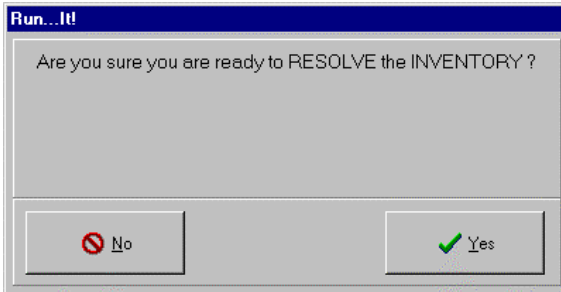 Run...It!
Are you sure you are ready to RESOLVE the INVENTORY ?
No
Yes